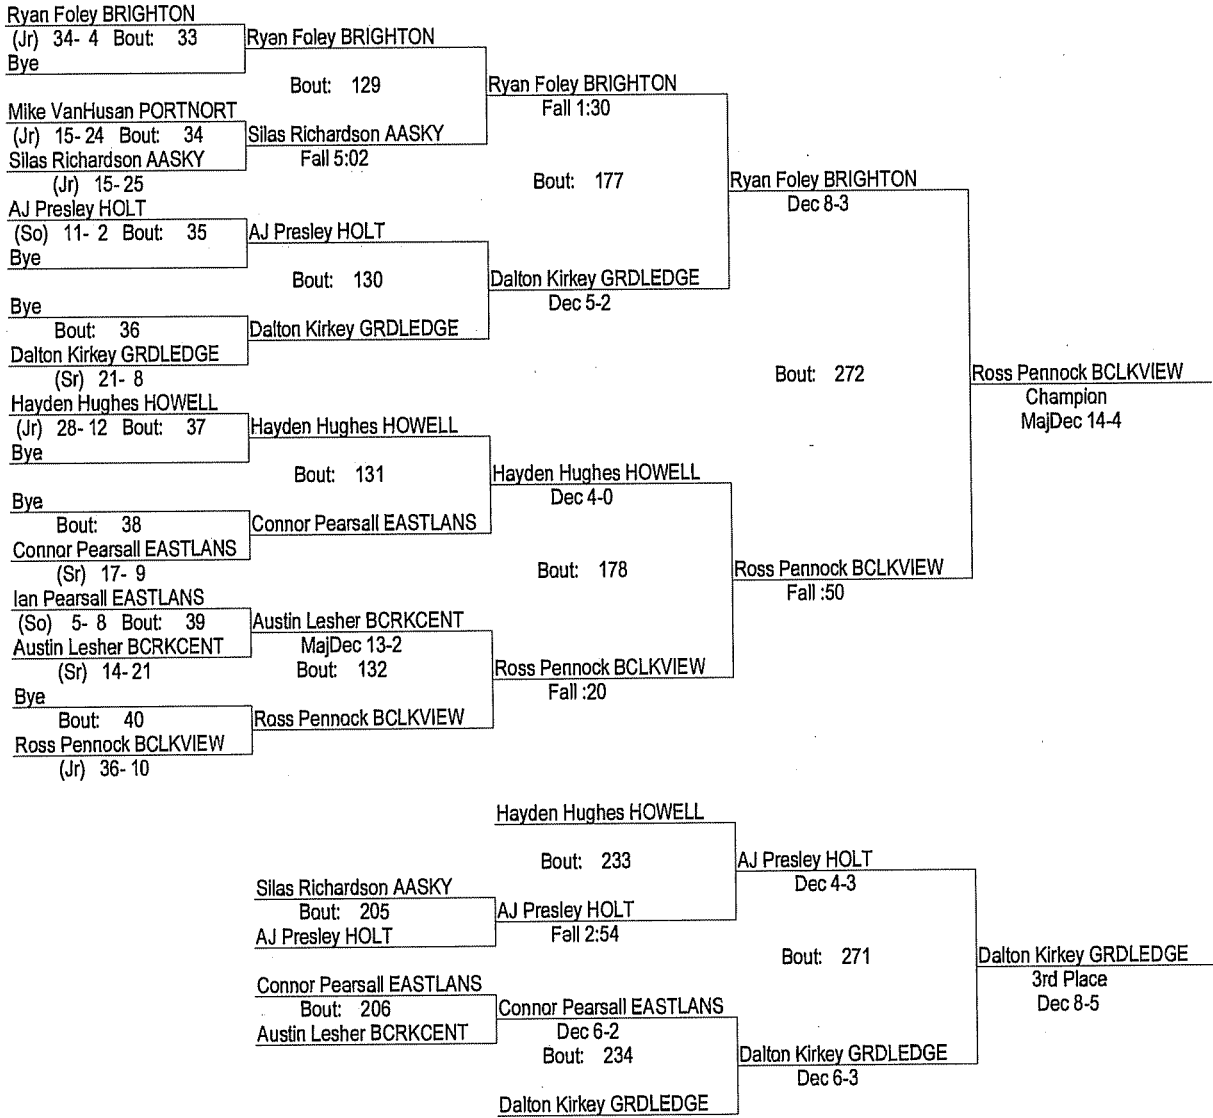 Ryan Foley BRIGHTON
(Jr) 34- 4 Bout: 33
Bye
Ryan Foley BRIGHTON
Bout: 129
Mike VanHusan PORTNORT
(Jr) 15- 24 Bout: 34
Silas Richardson AASKY
(Jr) 15- 25
Silas Richardson AASKY
Fall 5:02
Ryan Foley BRIGHTON
Fall 1:30
Bout: 177
AJ Presley HOLT
(So) 11- 2 Bout: 35
Bye
AJ Presley HOLT
Bout: 130
Bye
Bout: 36
Dalton Kirkey GRDLEDGE
(Sr) 21- 8
Dalton Kirkey GRDLEDGE
Dalton Kirkey GRDLEDGE
Dec 5-2
Ryan Foley BRIGHTON
Dec 8-3
Bout: 272
Hayden Hughes HOWELL
(Jr) 28- 12 Bout: 37
Bye
Hayden Hughes HOWELL
Bout: 131
Bye
Bout: 38
Connor Pearsall EASTLANS
(Sr) 17- 9
Connor Pearsall EASTLANS
Hayden Hughes HOWELL
Dec 4-0
Bout: 178
Ian Pearsall EASTLANS
(So) 5- 8 Bout: 39
Austin Lesher BCRKCENT
(Sr) 14- 21
Austin Lesher BCRKCENT
MajDec 13-2
Bout: 132
Bye
Bout: 40
Ross Pennock BCLKVIEW
(Jr) 36- 10
Ross Pennock BCLKVIEW
Ross Pennock BCLKVIEW
Fall :20
Ross Pennock BCLKVIEW
Fall :50
Ross Pennock BCLKVIEW
Champion
MajDec 14-4
Hayden Hughes HOWELL
Bout: 233
Silas Richardson AASKY
Bout: 205
AJ Presley HOLT
AJ Presley HOLT
Fall 2:54
AJ Presley HOLT
Dec 4-3
Bout: 271
Connor Pearsall EASTLANS
Bout: 206
Austin Lesher BCRKCENT
Connor Pearsall EASTLANS
Dec 6-2
Bout: 234
Dalton Kirkey GRDLEDGE
Dalton Kirkey GRDLEDGE
Dec 6-3
Dalton Kirkey GRDLEDGE
3rd Place
Dec 8-5